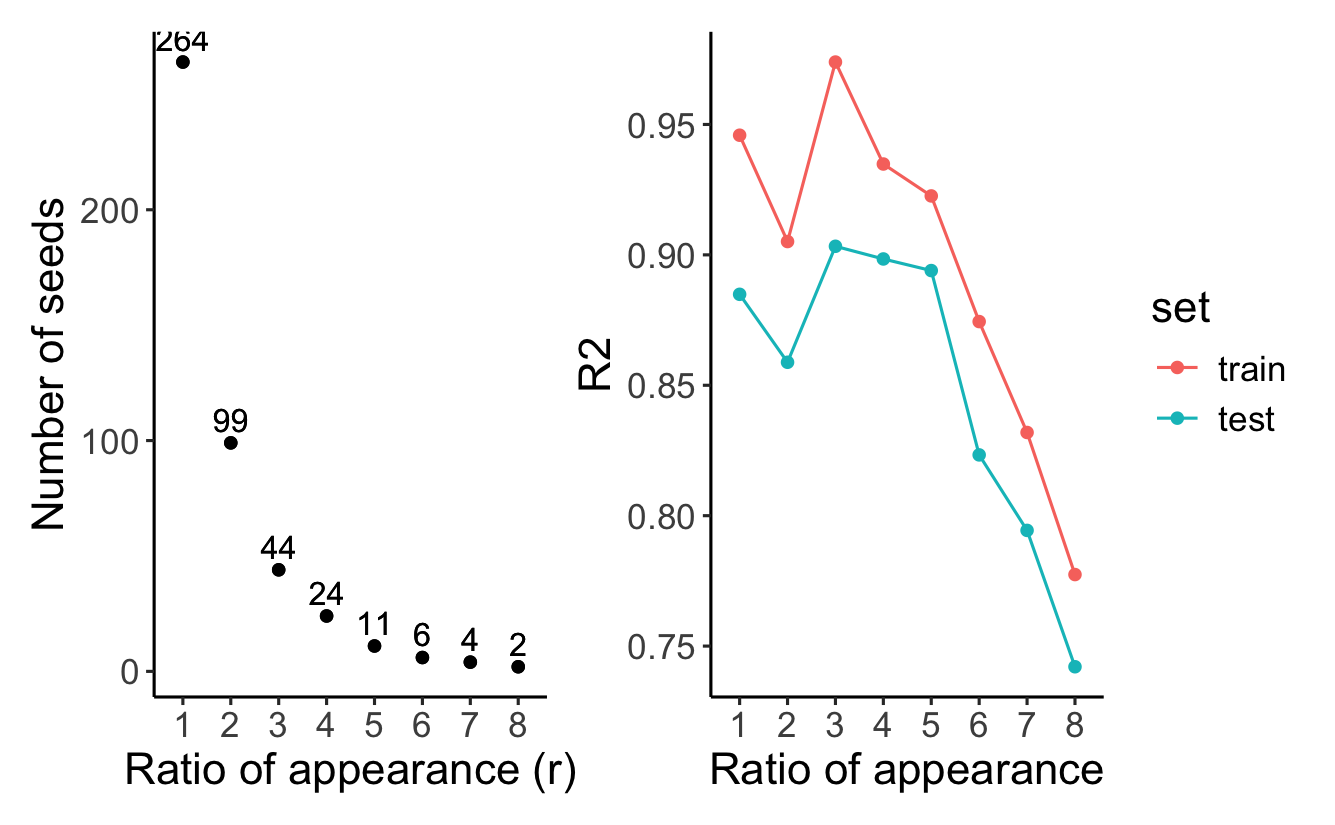 264
99
44
24
11
6
4
2
200
100
0
Number of seeds
1 2 3 4 5 6 7 8
Ratio of appearance (r)
0.95
0.90
0.85
0.80
0.75
R2
1 2 3 4 5 6 7 8
Ratio of appearance
set
train
test